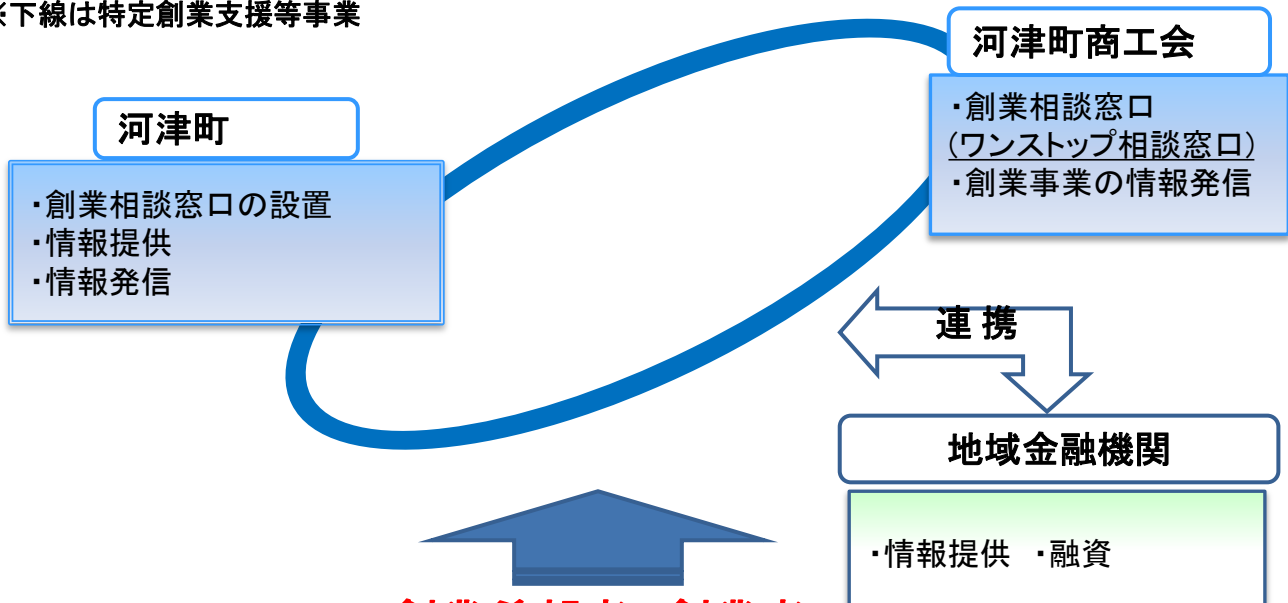 ※下線は特定創業支援等事業
河津町商工会
・創業相談窓口
(ワンストップ相談窓口)
・創業事業の情報発信
河津町
・創業相談窓口の設置
・情報提供
・情報発信
連 携
地域金融機関
・情報提供 ・融資